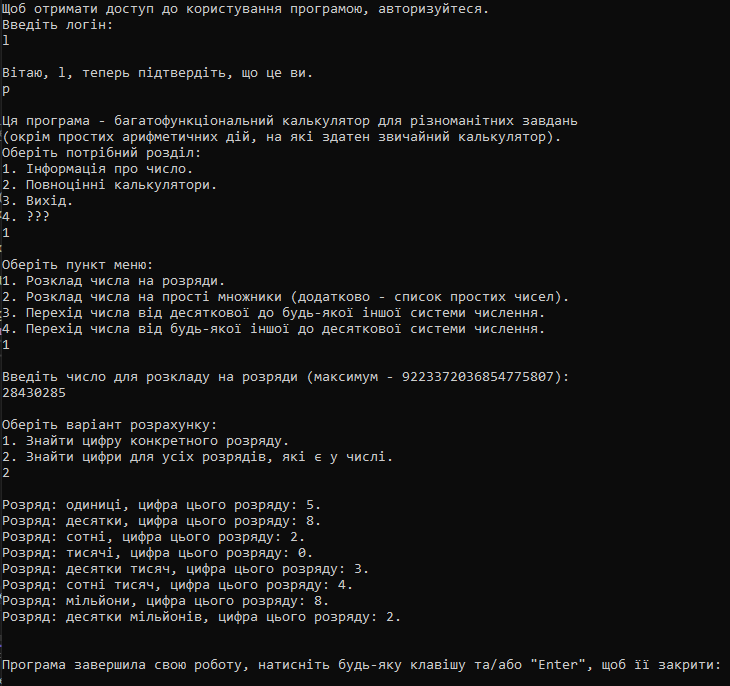 Щоб отримати доступ до користування програмою, авторизуйтеся.
Введіть логін:
l
Вітаю, l, теперь підтвердіть, що це ви.
p
Ця програма - багатофункціональний калькулятор для різноманітних завдань
(окрім простих арифметичних дій, на які здатен звичайний калькулятор).
Оберіть потрібний розділ:
1. Інформація про число.
2. Повноцінні калькулятори.
3. Вихід.
4. ???
1
Оберіть пункт меню:
1. Розклад числа на розряди.
2. Розклад числа на прості множники (додатково - список простих чисел).
3. Перехід числа від десяткової до будь-якої іншої системи числення.
4. Перехід числа від будь-якої іншої до десяткової системи числення.
1
Введіть число для розкладу на розряди (максимум - 9223372036854775807):
28430285
Оберіть варіант розрахунку:
1. Знайти цифру конкретного розряду.
2. Знайти цифри для усіх розрядів, які є у числі.
2
Розряд: одиниці, цифра цього розряду: 5.
Розряд: десятки, цифра цього розряду: 8.
Розряд: сотні, цифра цього розряду: 2.
Розряд: тисячі, цифра цього розряду: 0.
Розряд: десятки тисяч, цифра цього розряду: 3.
Розряд: сотні тисяч, цифра цього розряду: 4.
Розряд: мільйони, цифра цього розряду: 8.
Розряд: десятки мільйонів, цифра цього розряду: 2.
Програма завершила свою роботу, натисніть будь-яку клавішу та/або "Enter", щоб її закрити: